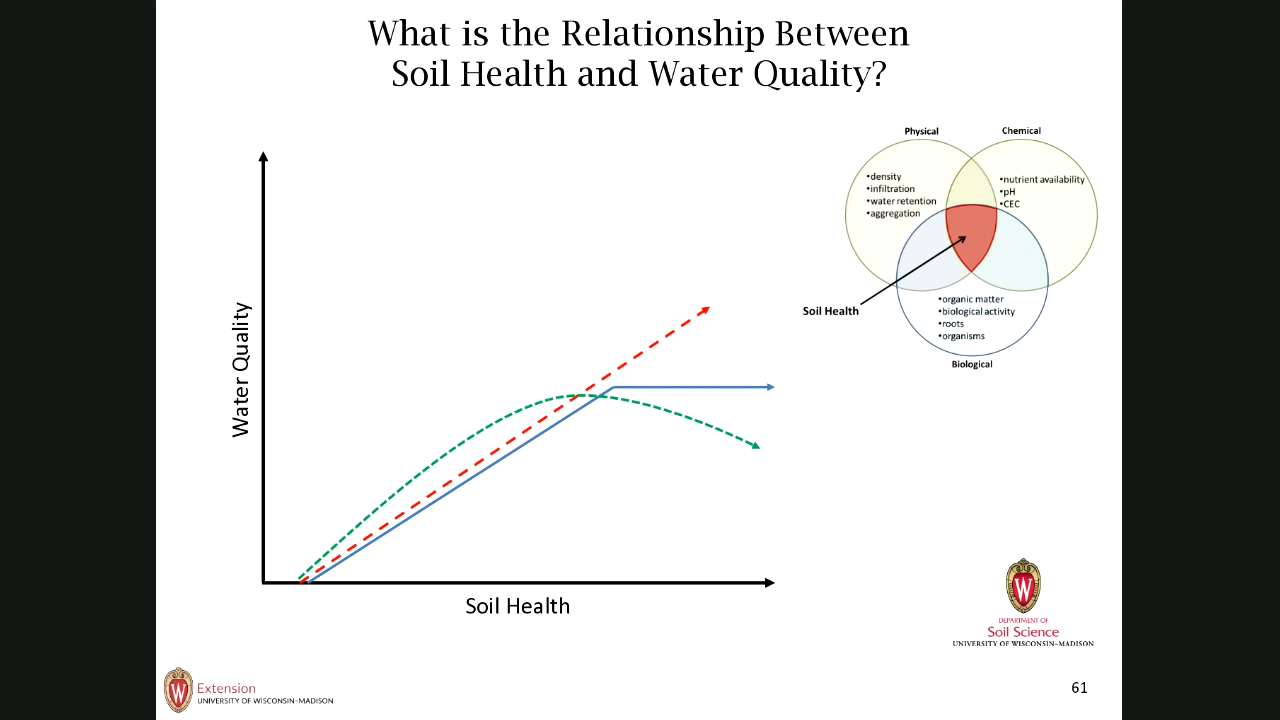 What is the Relationship Between
Soil Health and Water Quality?
Physical
Chemical
•density
•infiltration
•water retention
•aggregation
•nutrient availability
•pH
•CEC
Soil Health
•organic matter
•biological activity
•roots
•organisms
Biological
Water Quality
Soil Health
W
DEPARTMENT OF
Soil Science
UNIVERSITY OF WISCONSIN–MADISON
W
Extension
UNIVERSITY OF WISCONSIN–MADISON
61